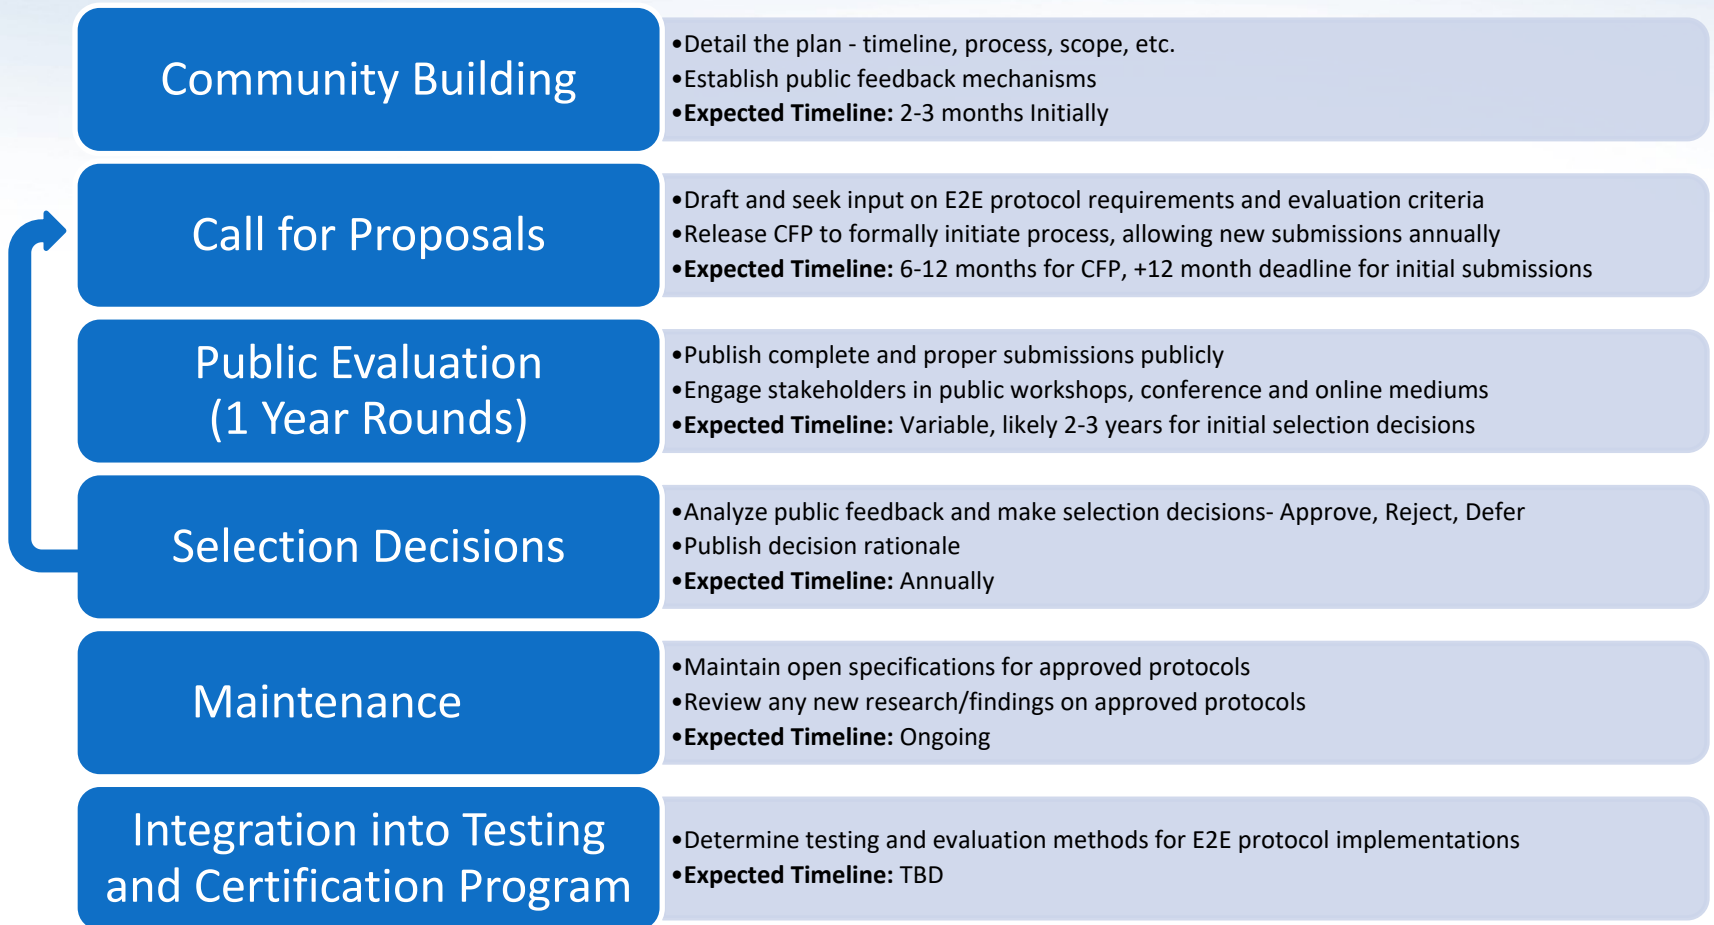 Community Building
•Detail the plan - timeline, process, scope, etc.
•Establish public feedback mechanisms
•Expected Timeline: 2-3 months Initially
Call for Proposals
•Draft and seek input on E2E protocol requirements and evaluation criteria
•Release CFP to formally initiate process, allowing new submissions annually
•Expected Timeline: 6-12 months for CFP, +12 month deadline for initial submissions
Public Evaluation
(1 Year Rounds)
•Publish complete and proper submissions publicly
•Engage stakeholders in public workshops, conference and online mediums
•Expected Timeline: Variable, likely 2-3 years for initial selection decisions
Selection Decisions
•Analyze public feedback and make selection decisions- Approve, Reject, Defer
•Publish decision rationale
•Expected Timeline: Annually
Maintenance
•Maintain open specifications for approved protocols
•Review any new research/findings on approved protocols
•Expected Timeline: Ongoing
Integration into Testing
and Certification Program
•Determine testing and evaluation methods for E2E protocol implementations
•Expected Timeline: TBD